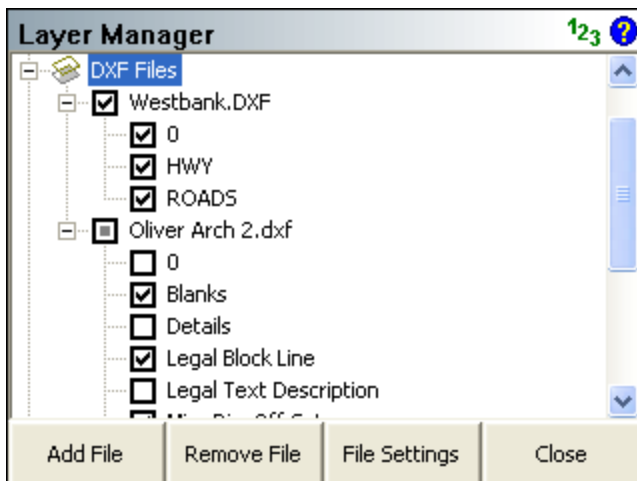 Layer Manager 123 ?
DXF Files
Westbank.DXF
0
HWY
ROADS
Oliver Arch 2.dxf
0
Blanks
Details
Legal Block Line
Legal Text Description
Add File Remove File File Settings Close